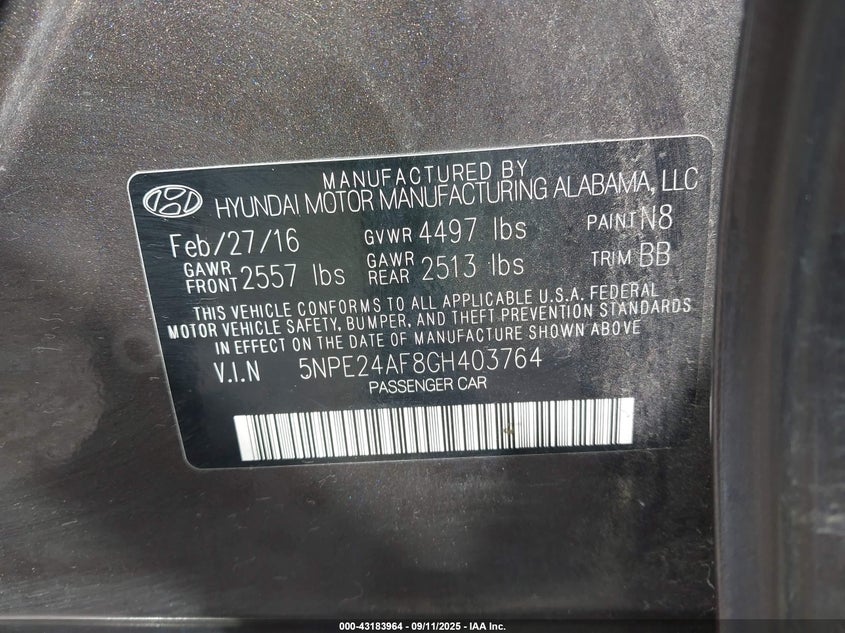 MANUFACTURED BY
HYUNDAI MOTOR MANUFACTURING ALABAMA, LLC
Feb/27/16 GVWR 4497 lbs PAINT N8
GAWR FRONT 2557 lbs GAWR REAR 2513 lbs TRIM BB
THIS VEHICLE CONFORMS TO ALL APPLICABLE U.S.A. FEDERAL
MOTOR VEHICLE SAFETY, BUMPER, AND THEFT PREVENTION STANDARDS
IN EFFECT ON THE DATE OF MANUFACTURE SHOWN ABOVE
V.I.N 5NPE24AF8GH403764
PASSENGER CAR
000-43183964 - 09/11/2025 - IAA Inc.